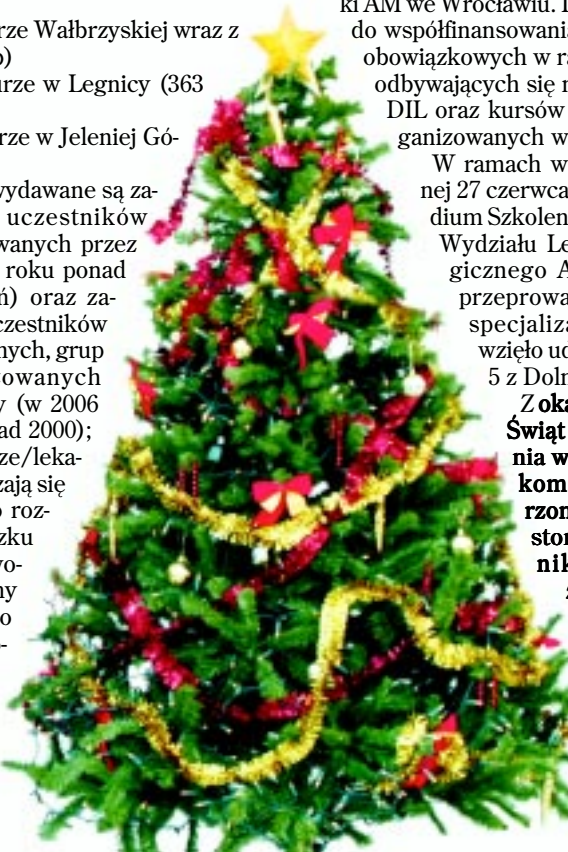 rze Wałbrzyskiej wraz z
o)
urze w Legnicy (363
rze w Jeleniej Gó-
wydawane są za-
uczestników
wanych przez
roku ponad
ń) oraz za-
czestników
nych, grup
owanych
y (w 2006
ad 2000);
ze/leka-
zają się
o roz-
zku
wo-
ny
o
-
ki AM we Wrocławiu. D
do współfinansowania
obowiązkowych w ra
odbywających się n
DIL oraz kursów
ganizowanych w
W ramach w
nej 27 czerwca
dium Szkolen
Wydziału Le
gicznego A
przeprowa
specjaliza
wzięło ud
5 z Doln
Z oka
Świąt
nia w
kom
rzon
ston
nik